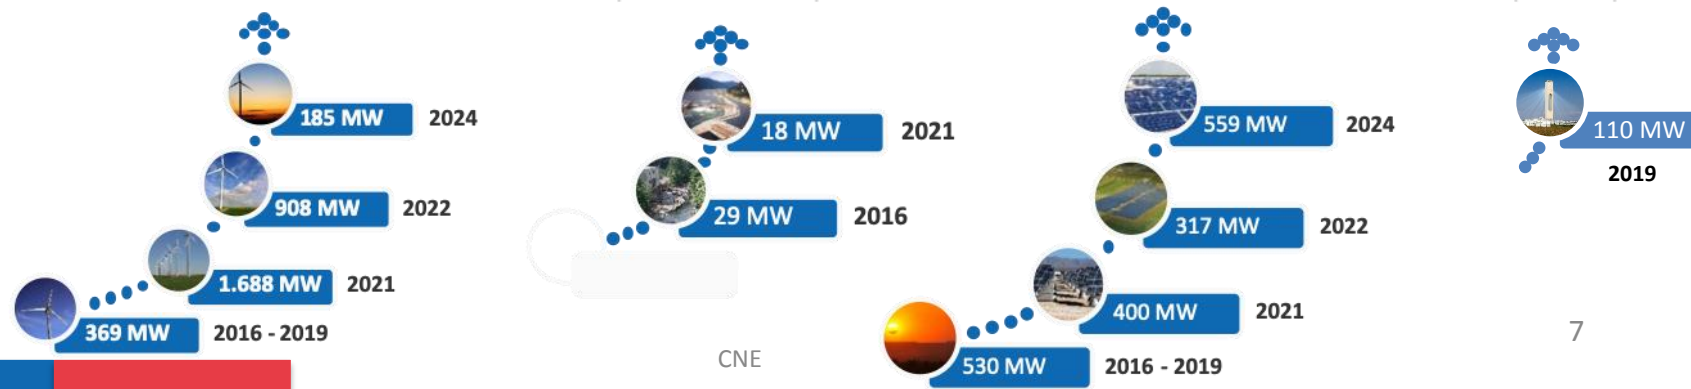 185 MW 2024
908 MW 2022
1.688 MW 2021
369 MW 2016 - 2019
18 MW 2021
29 MW 2016
559 MW 2024
317 MW 2022
400 MW 2021
530 MW 2016 - 2019
110 MW
2019
CNE
7